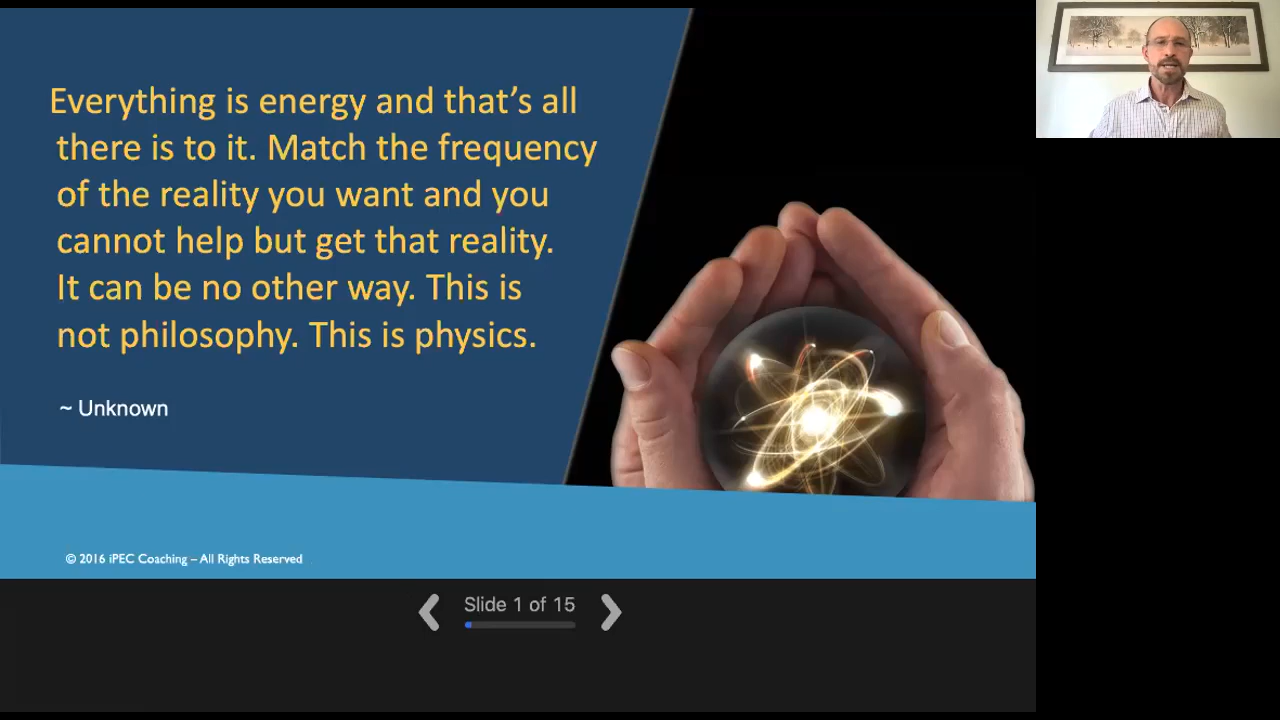 Everything is energy and that's all
there is to it. Match the frequency
of the reality you want and you
cannot help but get that reality.
It can be no other way. This is
not philosophy. This is physics.
~ Unknown
© 2016 iPEC Coaching – All Rights Reserved
Slide 1 of 15